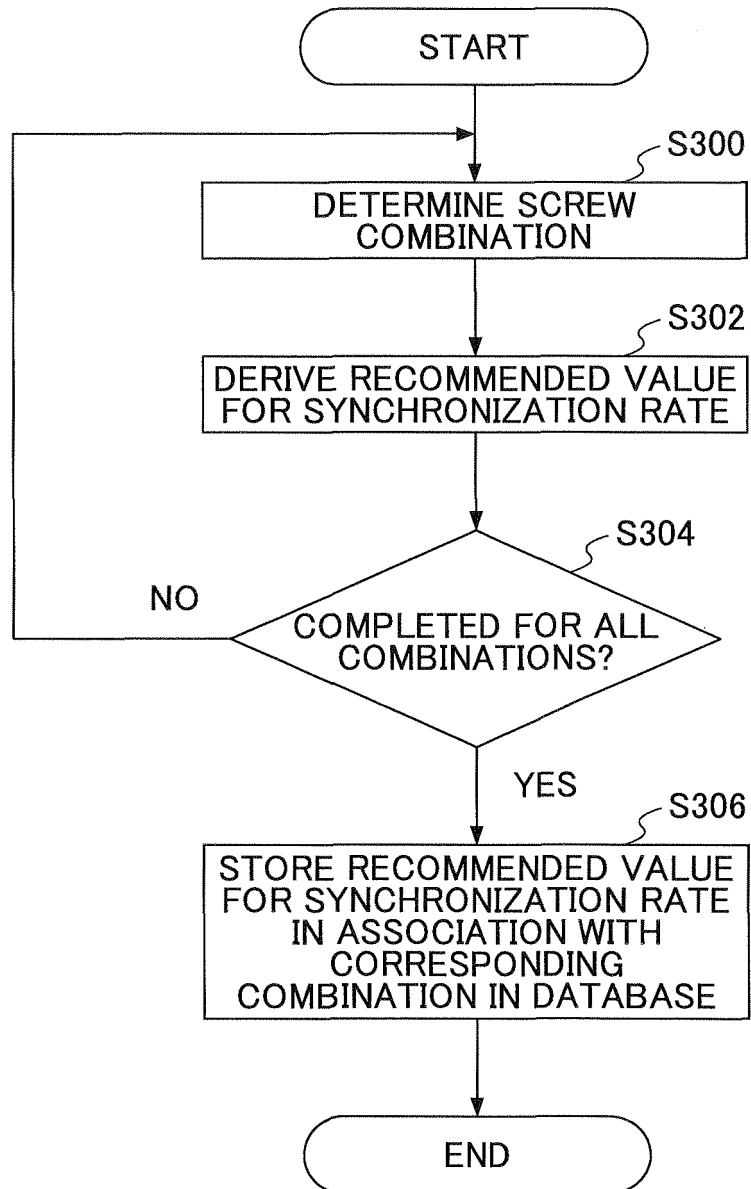 START
S300
DETERMINE SCREW
COMBINATION
S302
DERIVE RECOMMENDED VALUE
FOR SYNCHRONIZATION RATE
S304
NO
COMPLETED FOR ALL
COMBINATIONS?
YES
S306
STORE RECOMMENDED VALUE
FOR SYNCHRONIZATION RATE
IN ASSOCIATION WITH
CORRESPONDING
COMBINATION IN DATABASE
END